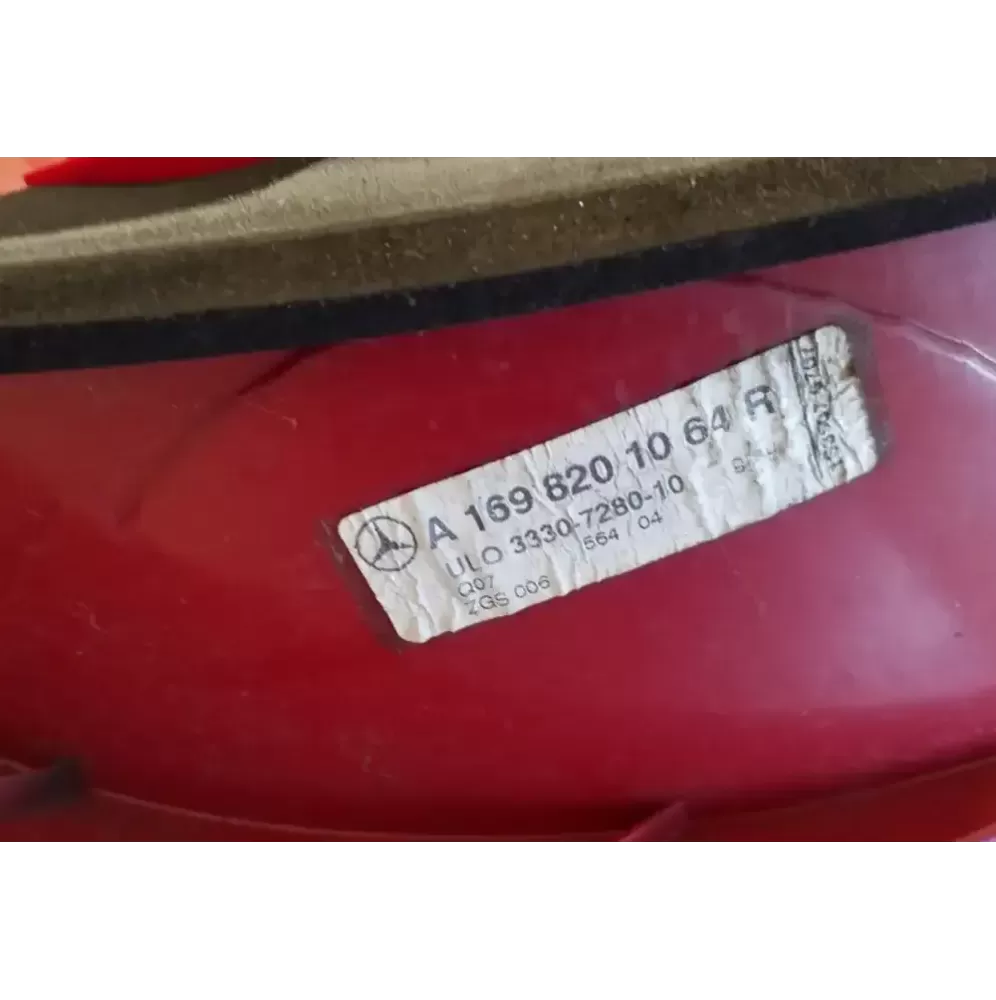 A 169 820 10 64 R
ULO 3330-7280-10
Q07 564 / 04
ZGS 006